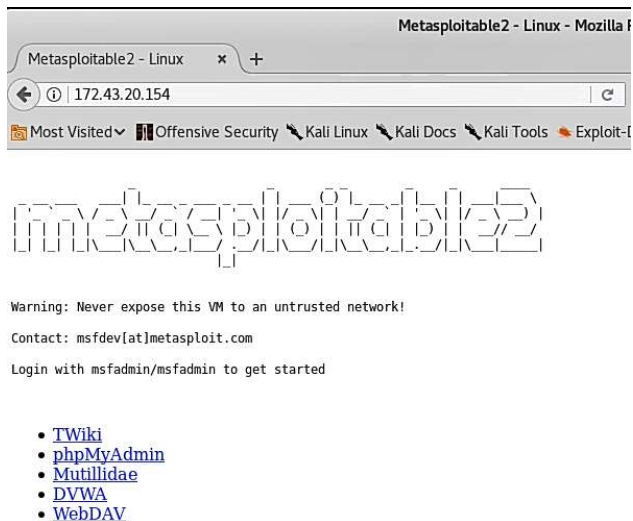 Metasploitable2 - Linux - Mozilla F
Metasploitable2 - Linux × +
172.43.20.154
Most Visited Offensive Security Kali Linux Kali Docs Kali Tools Exploit-D
metasploitable2
Warning: Never expose this VM to an untrusted network!
Contact: msfdev[at]metasploit.com
Login with msfadmin/msfadmin to get started
• TWiki
• phpMyAdmin
• Mutillidae
• DVWA
• WebDAV